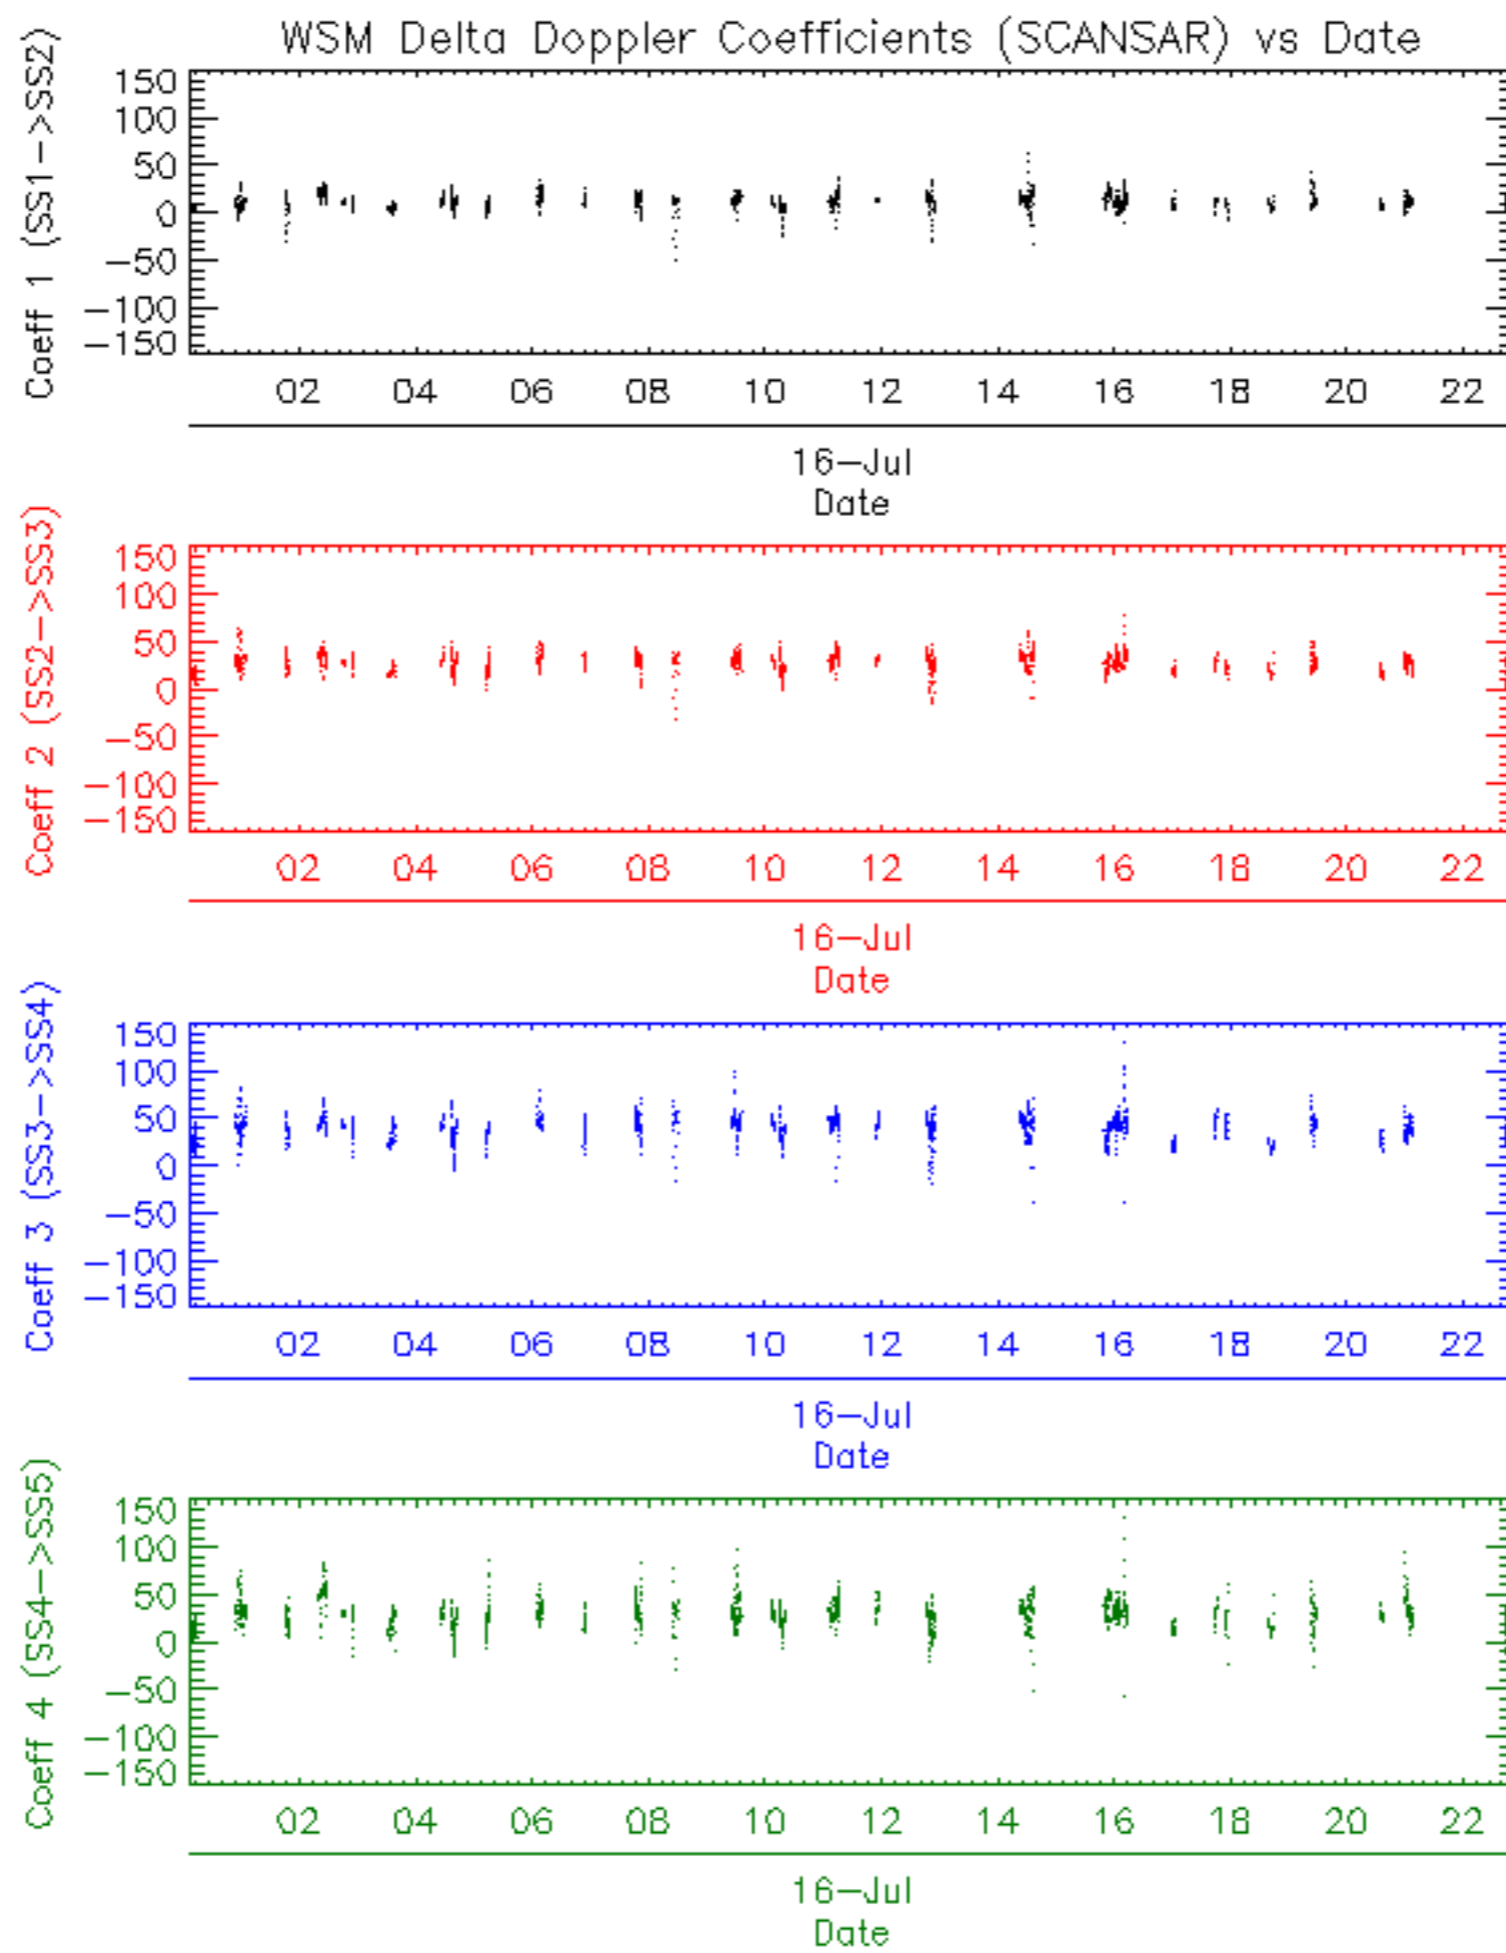 WSM Delta Doppler Coefficients (SCANSAR) vs Date
Coeff 1 (SS1->SS2)
150
100
50
0
-50
-100
-150
02 04 06 08 10 12 14 16 18 20 22
16-Jul
Date
Coeff 2 (SS2->SS3)
150
100
50
0
-50
-100
-150
02 04 06 08 10 12 14 16 18 20 22
16-Jul
Date
Coeff 3 (SS3->SS4)
150
100
50
0
-50
-100
-150
02 04 06 08 10 12 14 16 18 20 22
16-Jul
Date
Coeff 4 (SS4->SS5)
150
100
50
0
-50
-100
-150
02 04 06 08 10 12 14 16 18 20 22
16-Jul
Date